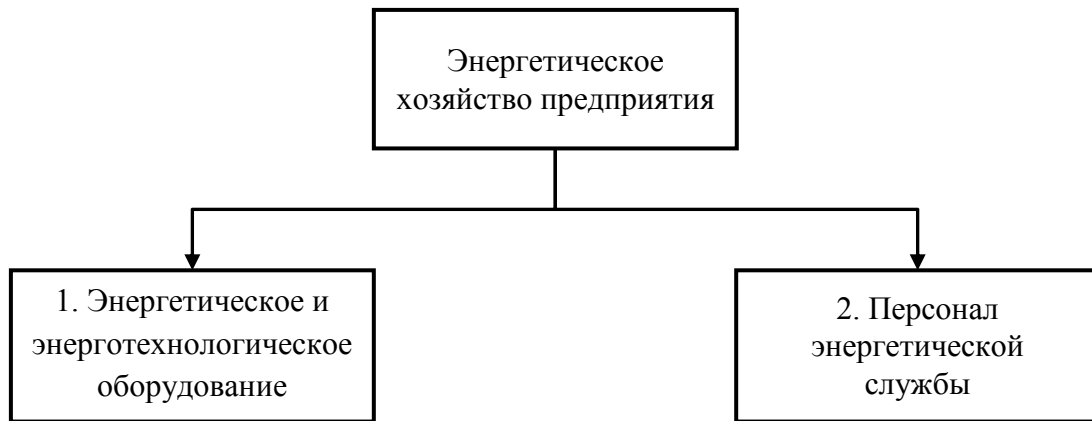 Энергетическое
хозяйство предприятия
1. Энергетическое и
энерготехнологическое
оборудование
2. Персонал
энергетической
службы